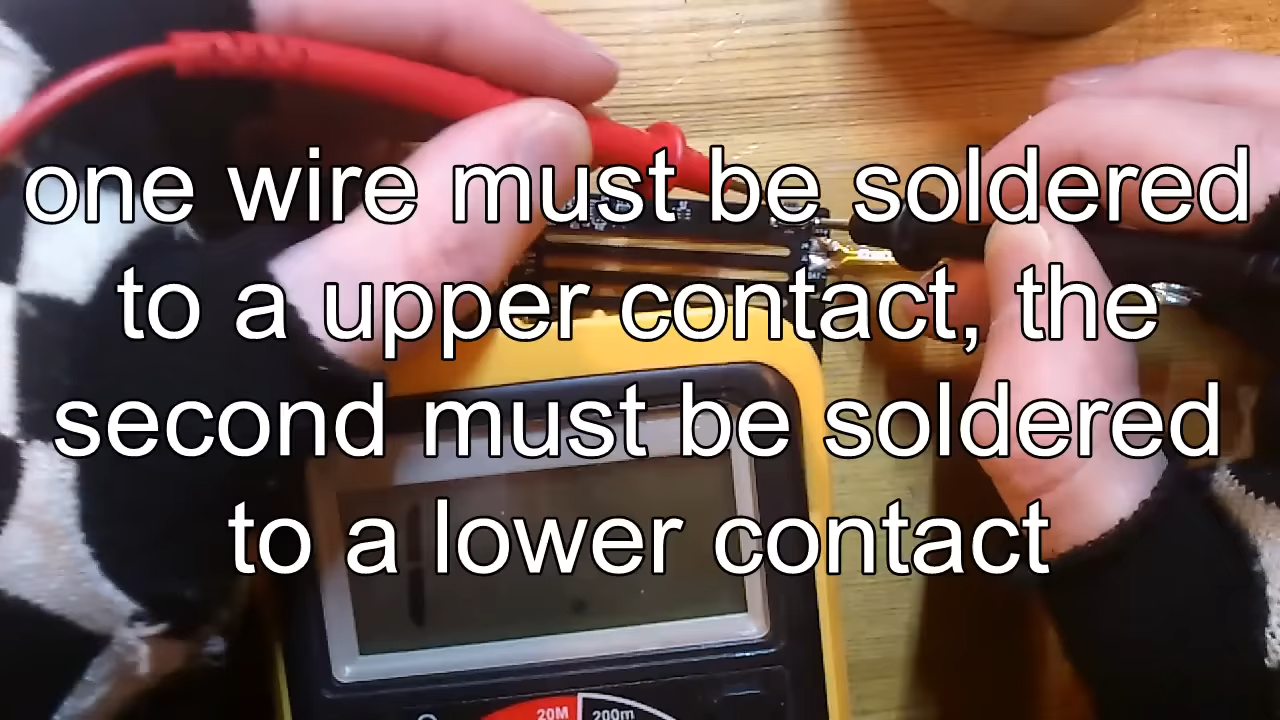 one wire must be soldered
to a upper contact, the
second must be soldered
to a lower contact
20M 200m